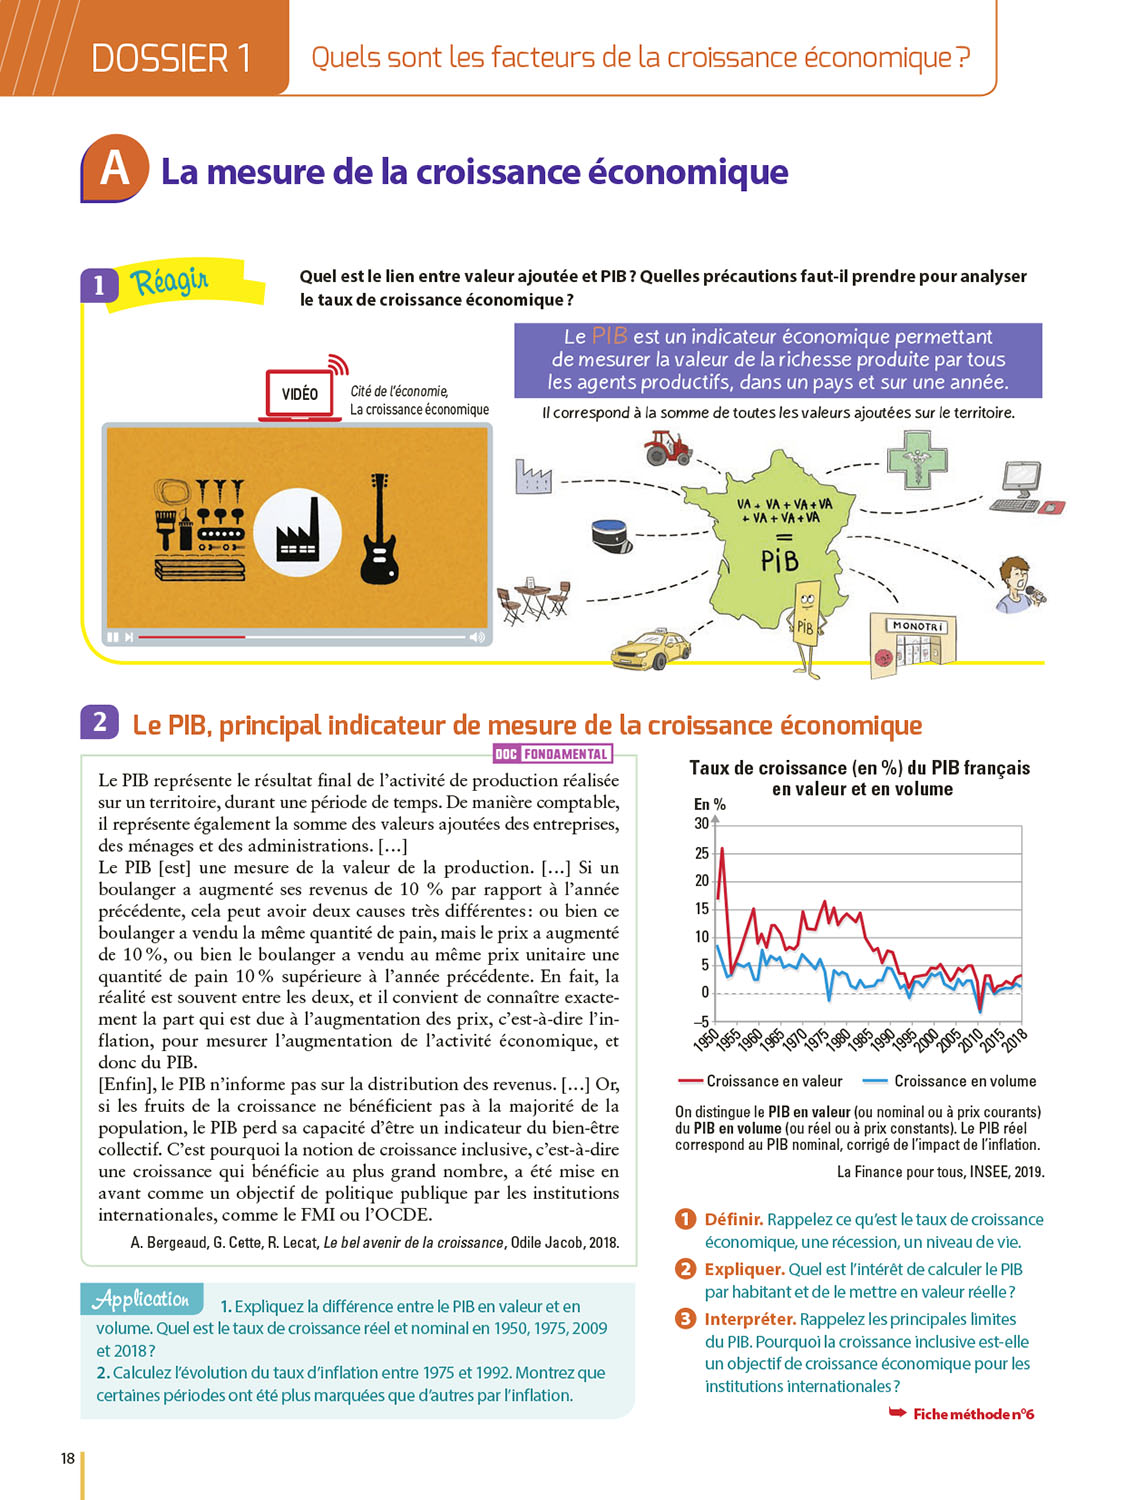 DOSSIER 1
Quels sont les facteurs de la croissance économique ?
A
La mesure de la croissance économique
1
Réagir
Quel est le lien entre valeur ajoutée et PIB ? Quelles précautions faut-il prendre pour analyser
le taux de croissance économique ?
VIDÉO
Cité de l'économie,
La croissance économique
Le PIB est un indicateur économique permettant
de mesurer la valeur de la richesse produite par tous
les agents productifs, dans un pays et sur une année.
Il correspond à la somme de toutes les valeurs ajoutées sur le territoire.
VA + VA + VA + VA
+ VA + VA + VA
=
PiB
PiB
MONOTRI
2
Le PIB, principal indicateur de mesure de la croissance économique
DOC FONDAMENTAL
Le PIB représente le résultat final de l'activité de production réalisée
sur un territoire, durant une période de temps. De manière comptable,
il représente également la somme des valeurs ajoutées des entreprises,
des ménages et des administrations. […]
Le PIB [est] une mesure de la valeur de la production. […] Si un
boulanger a augmenté ses revenus de 10 % par rapport à l'année
précédente, cela peut avoir deux causes très différentes : ou bien ce
boulanger a vendu la même quantité de pain, mais le prix a augmenté
de 10 %, ou bien le boulanger a vendu au même prix unitaire une
quantité de pain 10 % supérieure à l'année précédente. En fait, la
réalité est souvent entre les deux, et il convient de connaître exacte-
ment la part qui est due à l'augmentation des prix, c'est-à-dire l'in-
flation, pour mesurer l'augmentation de l'activité économique, et
donc du PIB.
[Enfin], le PIB n'informe pas sur la distribution des revenus. […] Or,
si les fruits de la croissance ne bénéficient pas à la majorité de la
population, le PIB perd sa capacité d'être un indicateur du bien-être
collectif. C'est pourquoi la notion de croissance inclusive, c'est-à-dire
une croissance qui bénéficie au plus grand nombre, a été mise en
avant comme un objectif de politique publique par les institutions
internationales, comme le FMI ou l'OCDE.
A. Bergeaud, G. Cette, R. Lecat, Le bel avenir de la croissance, Odile Jacob, 2018.
Application
1. Expliquez la différence entre le PIB en valeur et en
volume. Quel est le taux de croissance réel et nominal en 1950, 1975, 2009
et 2018 ?
2. Calculez l'évolution du taux d'inflation entre 1975 et 1992. Montrez que
certaines périodes ont été plus marquées que d'autres par l'inflation.
Taux de croissance (en %) du PIB français
en valeur et en volume
En %
30
25
20
15
10
5
0
–5
1950 1955 1960 1965 1970 1975 1980 1985 1990 1995 2000 2005 2010 2015 2018
Croissance en valeur Croissance en volume
On distingue le PIB en valeur (ou nominal ou à prix courants)
du PIB en volume (ou réel ou à prix constants). Le PIB réel
correspond au PIB nominal, corrigé de l'impact de l'inflation.
La Finance pour tous, INSEE, 2019.
1 Définir. Rappelez ce qu'est le taux de croissance
économique, une récession, un niveau de vie.
2 Expliquer. Quel est l'intérêt de calculer le PIB
par habitant et de le mettre en valeur réelle ?
3 Interpréter. Rappelez les principales limites
du PIB. Pourquoi la croissance inclusive est-elle
un objectif de croissance économique pour les
institutions internationales ?
Fiche méthode n°6
18